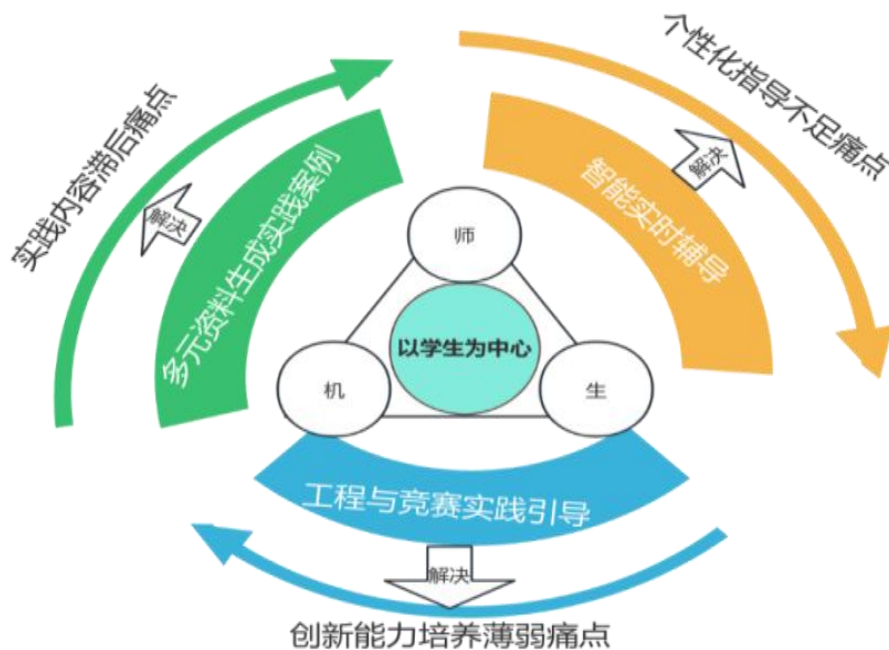 个性化指导不足痛点
解决
智能实时辅导
实践内容滞后痛点
解决
多元资料生成实践案例
师
以学生为中心
机
生
工程与竞赛实践引导
解决
创新能力培养薄弱痛点